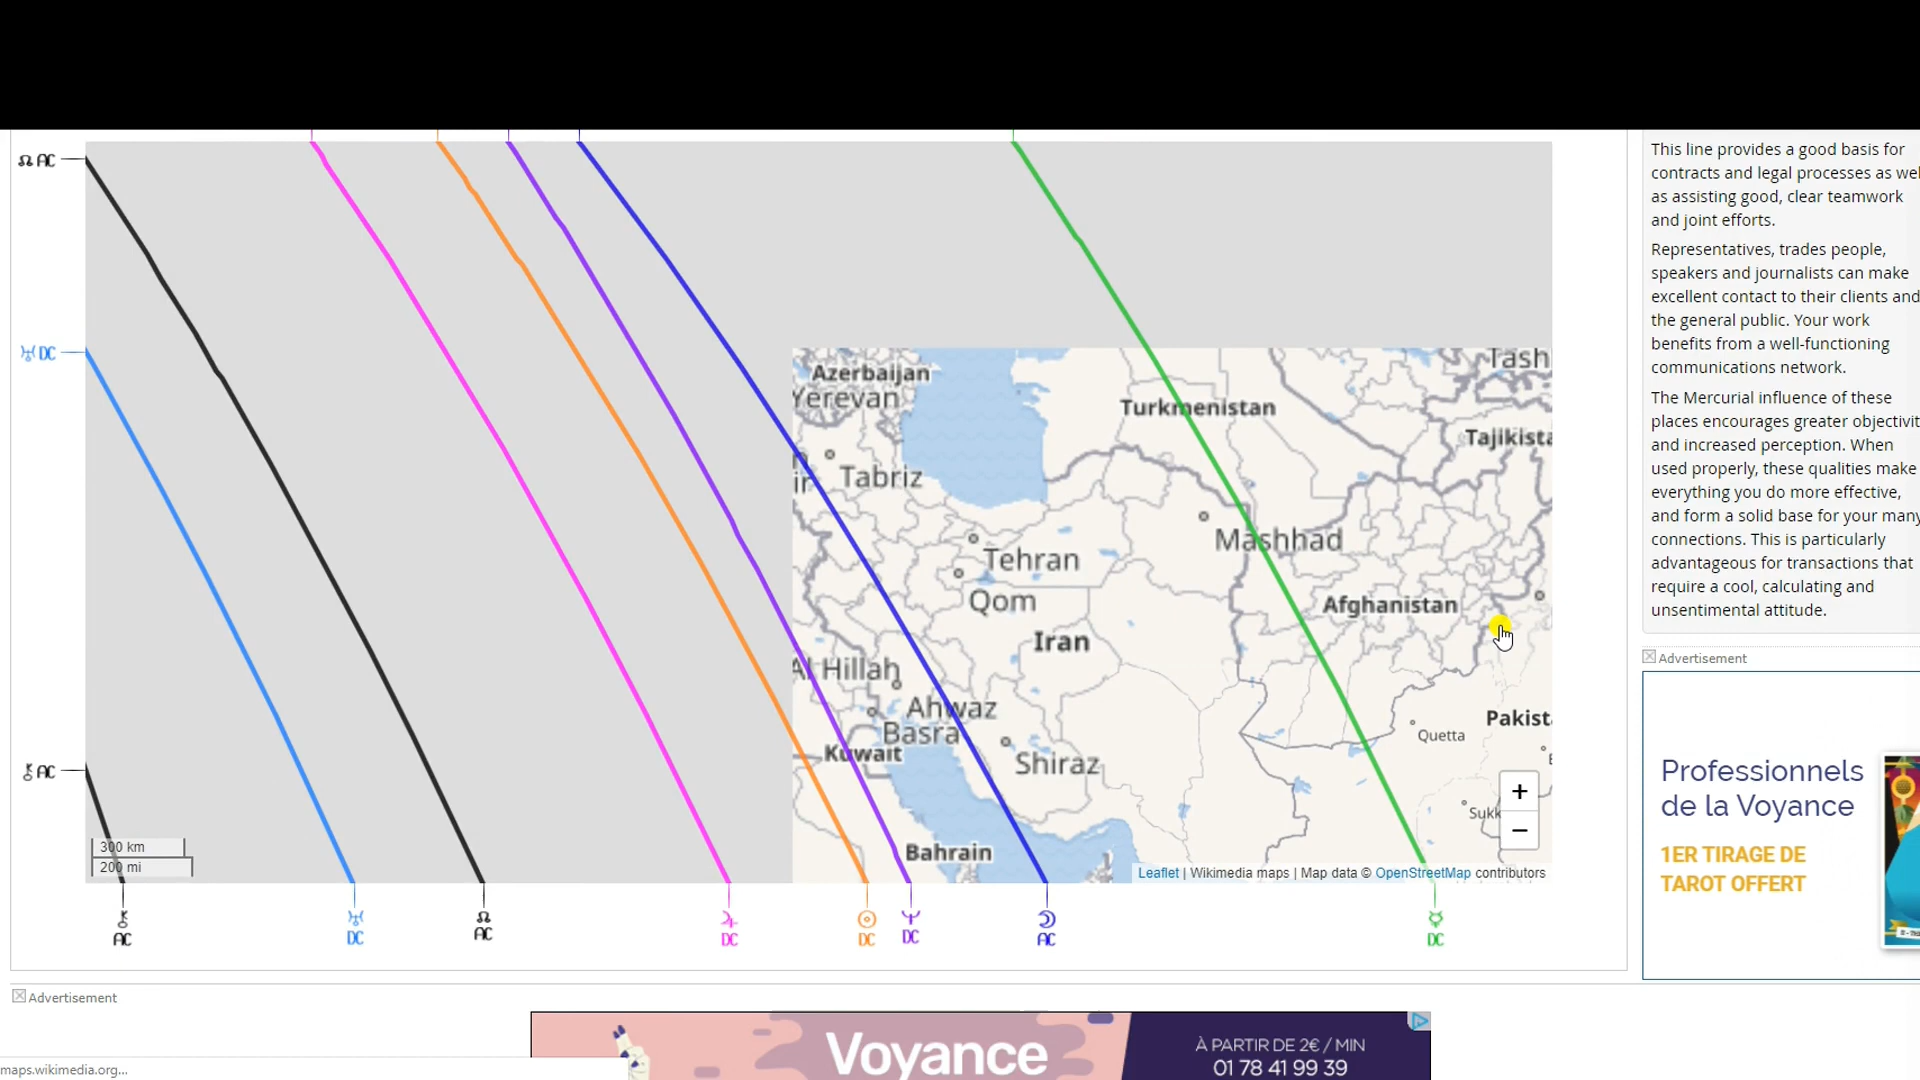 AC
DC
AC
Azerbaijan
Yerevan
Tabriz
Tehran
Qom
Iran
Al Hillah
Ahwaz
Basra
Kuwait
Shiraz
Bahrain
Turkmenistan
Mashhad
Afghanistan
Tash
Tajikista
Quetta
Pakist
Sukk
+
−
300 km
200 mi
Leaflet | Wikimedia maps | Map data © OpenStreetMap contributors
AC
DC
AC
DC
DC
DC
AC
DC
This line provides a good basis for
contracts and legal processes as wel
as assisting good, clear teamwork
and joint efforts.
Representatives, trades people,
speakers and journalists can make
excellent contact to their clients and
the general public. Your work
benefits from a well-functioning
communications network.
The Mercurial influence of these
places encourages greater objectivit
and increased perception. When
used properly, these qualities make
everything you do more effective,
and form a solid base for your many
connections. This is particularly
advantageous for transactions that
require a cool, calculating and
unsentimental attitude.
Advertisement
Professionnels
de la Voyance
1ER TIRAGE DE
TAROT OFFERT
Advertisement
Voyance
À PARTIR DE 2€ / MIN
01 78 41 99 39
maps.wikimedia.org...